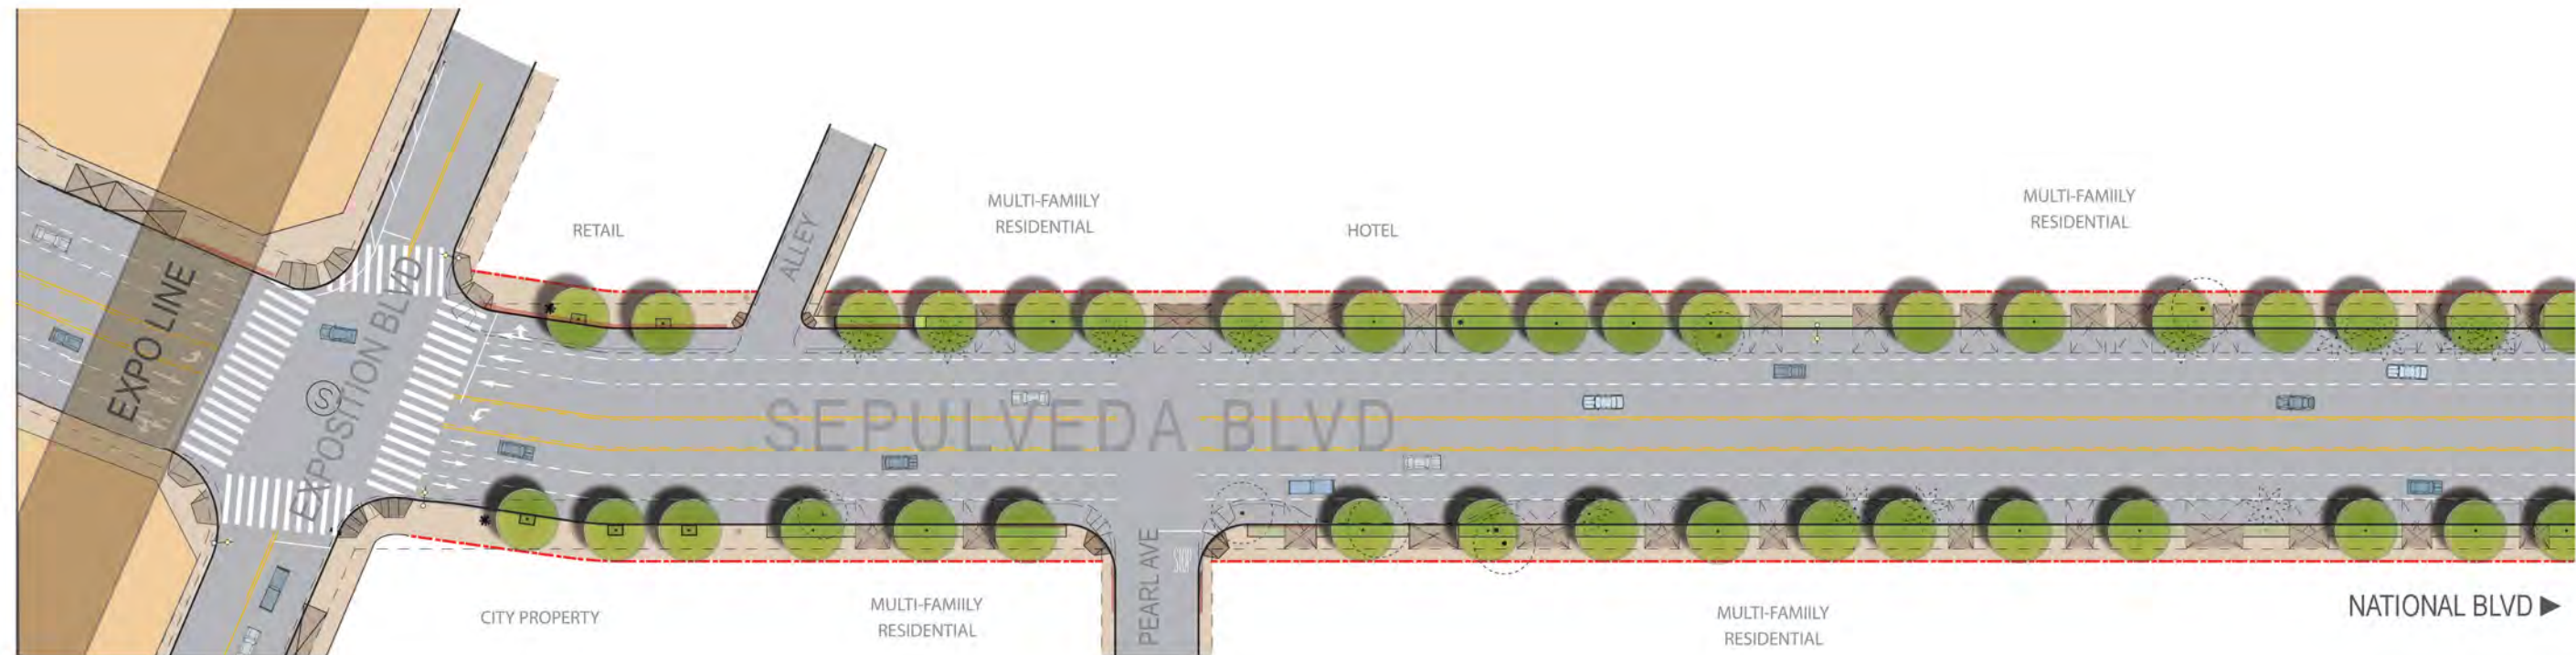 EXPO LINE
EXPOSITION BLVD
S
RETAIL
ALLEY
MULTI-FAMIILY
RESIDENTIAL
HOTEL
MULTI-FAMIILY
RESIDENTIAL
SEPULVEDA BLVD
CITY PROPERTY
MULTI-FAMIILY
RESIDENTIAL
PEARL AVE
MULTI-FAMIILY
RESIDENTIAL
NATIONAL BLVD ►